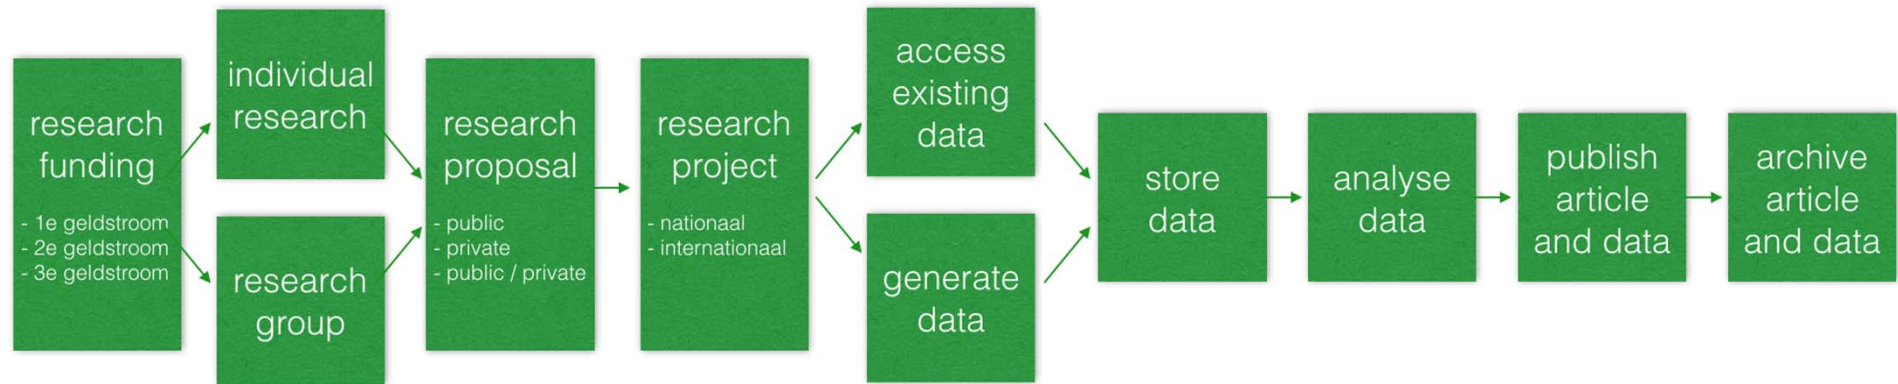 research
funding
- 1e geldstroom
- 2e geldstroom
- 3e geldstroom
individual
research
research
group
research
proposal
- public
- private
- public / private
research
project
- nationaal
- internationaal
access
existing
data
generate
data
store
data
analyse
data
publish
article
and data
archive
article
and data